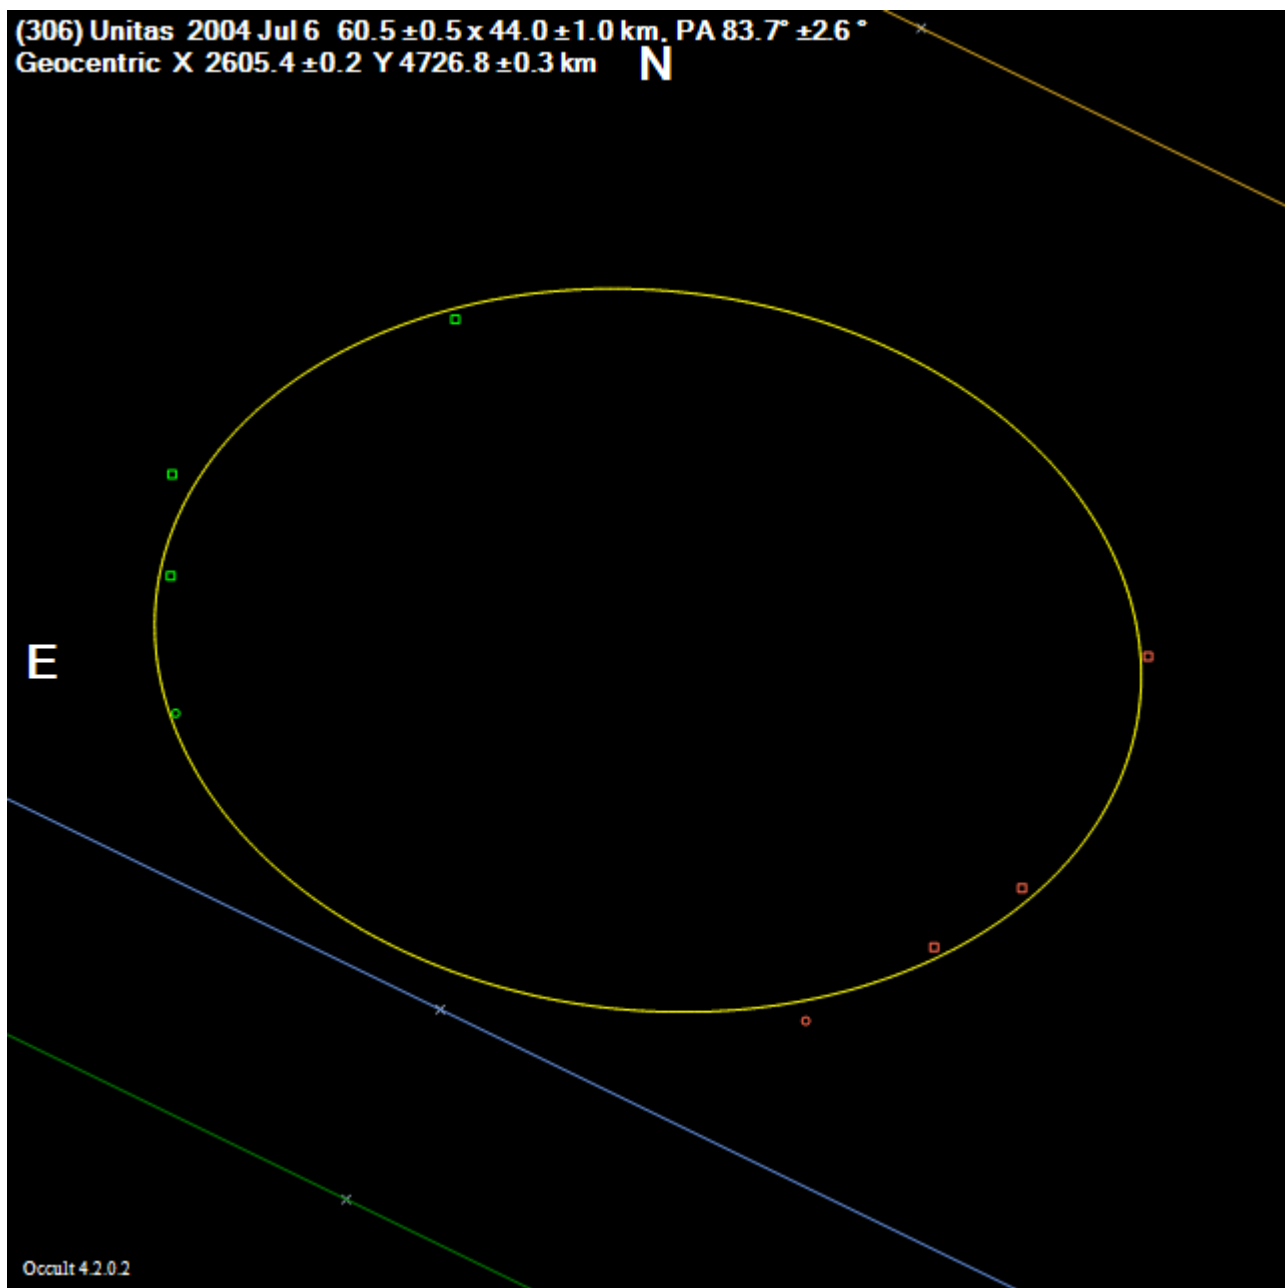 (306) Unitas 2004 Jul 6 60.5 ±0.5 x 44.0 ±1.0 km, PA 83.7° ±2.6 °
Geocentric X 2605.4 ±0.2 Y 4726.8 ±0.3 km
N
E
Occult 4.2.0.2